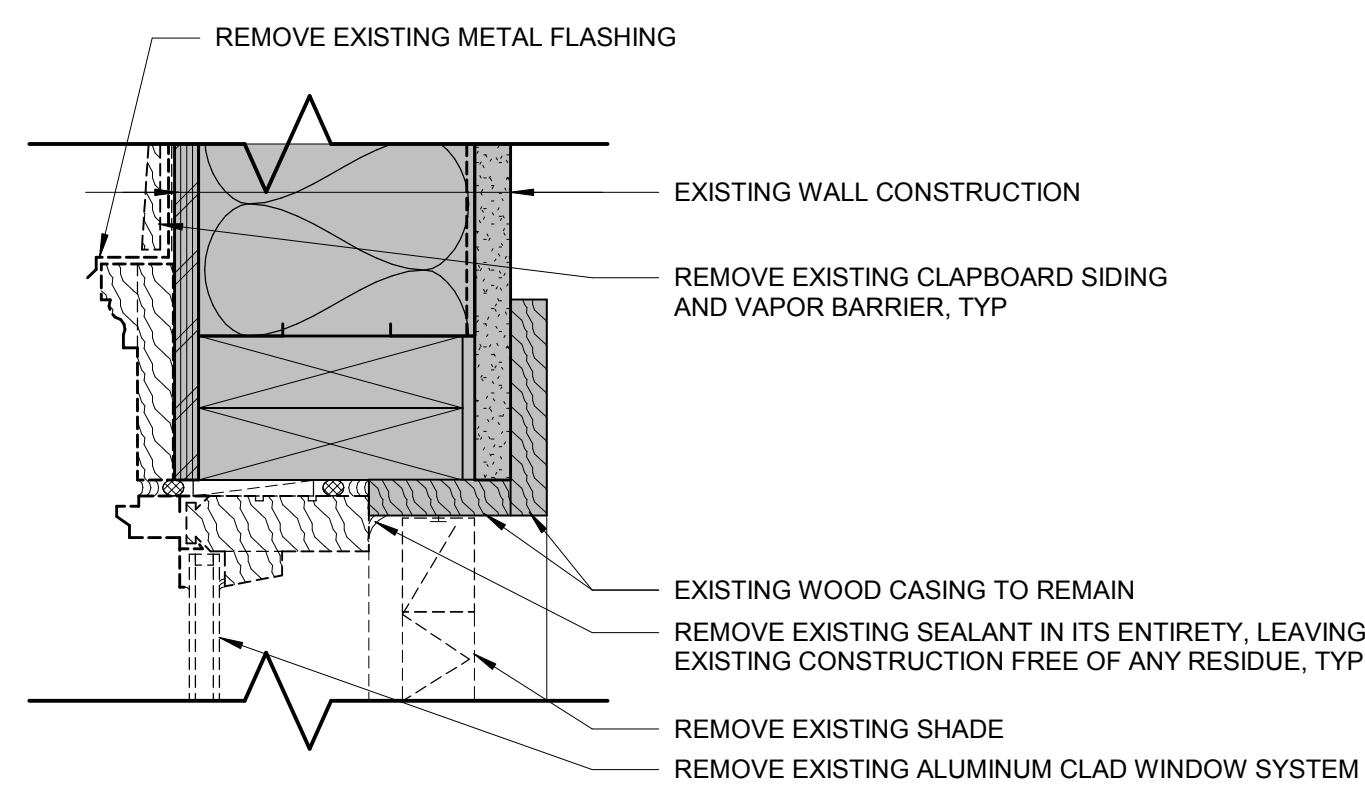 REMOVE EXISTING METAL FLASHING
EXISTING WALL CONSTRUCTION
REMOVE EXISTING CLAPBOARD SIDING
AND VAPOR BARRIER, TYP
EXISTING WOOD CASING TO REMAIN
REMOVE EXISTING SEALANT IN ITS ENTIRETY, LEAVING
EXISTING CONSTRUCTION FREE OF ANY RESIDUE, TYP
REMOVE EXISTING SHADE
REMOVE EXISTING ALUMINUM CLAD WINDOW SYSTEM